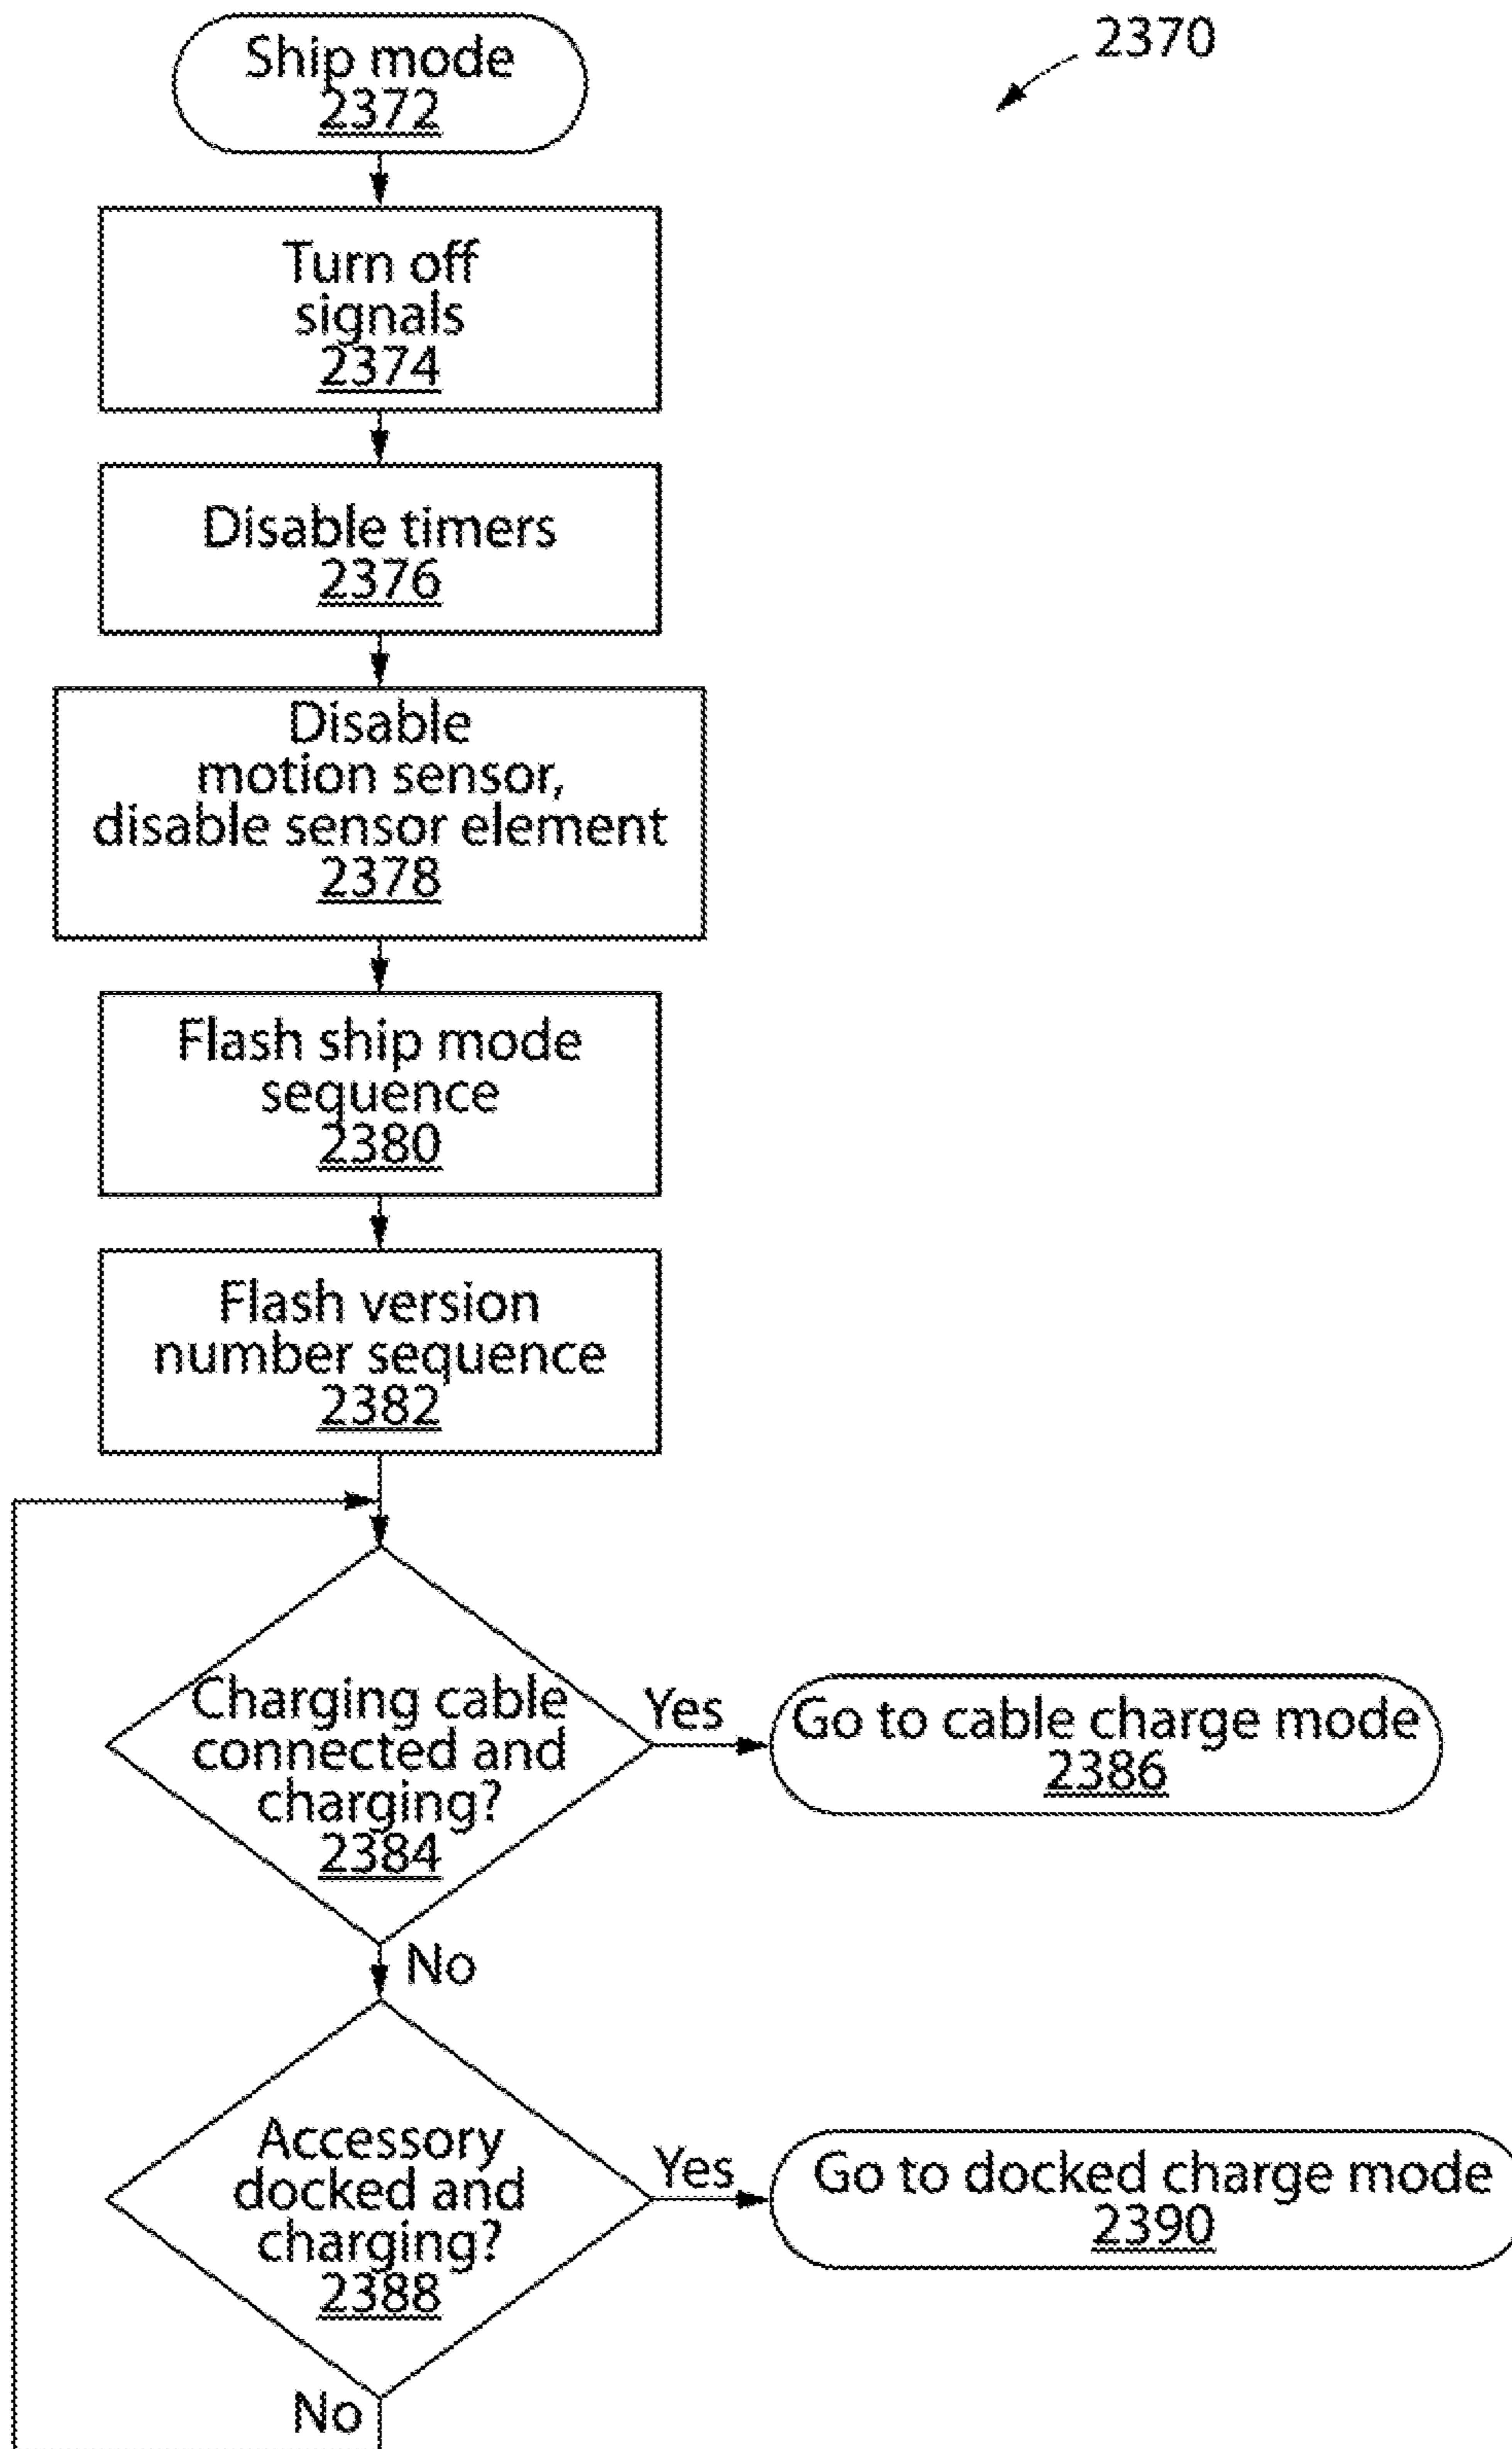 2370
Ship mode
2372
Turn off
signals
2374
Disable timers
2376
Disable
motion sensor,
disable sensor element
2378
Flash ship mode
sequence
2380
Flash version
number sequence
2382
Charging cable
connected and
charging?
2384
Yes
Go to cable charge mode
2386
No
Accessory
docked and
charging?
2388
Yes
Go to docked charge mode
2390
No